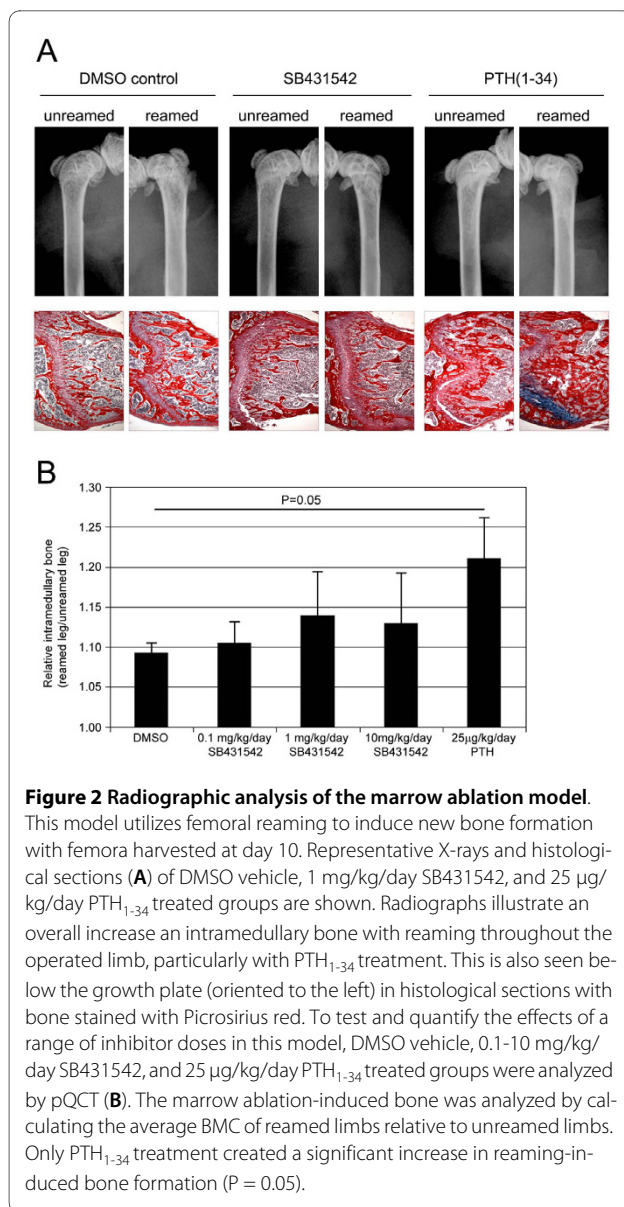 A
DMSO control SB431542 PTH(1-34)
unreamed reamed unreamed reamed unreamed reamed
B
P=0.05
1.30
1.25
1.20
1.15
1.10
1.05
1.00
Relative intramedullary bone
(reamed leg/unreamed leg)
DMSO 0.1 mg/kg/day 1 mg/kg/day 10mg/kg/day 25µg/kg/day
SB431542 SB431542 SB431542 PTH
Figure 2 Radiographic analysis of the marrow ablation model.
This model utilizes femoral reaming to induce new bone formation
with femora harvested at day 10. Representative X-rays and histologi-
cal sections (A) of DMSO vehicle, 1 mg/kg/day SB431542, and 25 µg/
kg/day PTH1-34 treated groups are shown. Radiographs illustrate an
overall increase an intramedullary bone with reaming throughout the
operated limb, particularly with PTH1-34 treatment. This is also seen be-
low the growth plate (oriented to the left) in histological sections with
bone stained with Picrosirius red. To test and quantify the effects of a
range of inhibitor doses in this model, DMSO vehicle, 0.1-10 mg/kg/
day SB431542, and 25 µg/kg/day PTH1-34 treated groups were analyzed
by pQCT (B). The marrow ablation-induced bone was analyzed by cal-
culating the average BMC of reamed limbs relative to unreamed limbs.
Only PTH1-34 treatment created a significant increase in reaming-in-
duced bone formation (P = 0.05).